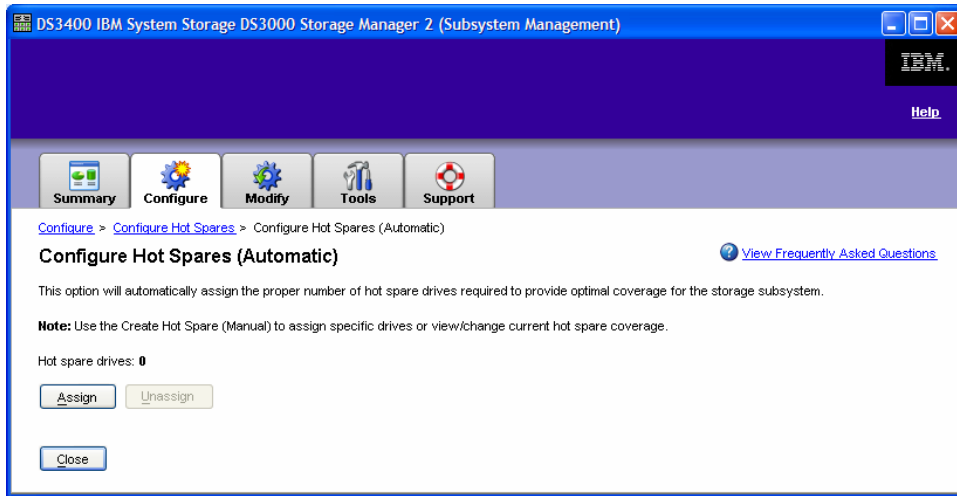 DS3400 IBM System Storage DS3000 Storage Manager 2 (Subsystem Management)
IBM.
Help
Summary Configure Modify Tools Support
Configure > Configure Hot Spares > Configure Hot Spares (Automatic)
Configure Hot Spares (Automatic)
View Frequently Asked Questions
This option will automatically assign the proper number of hot spare drives required to provide optimal coverage for the storage subsystem.
Note: Use the Create Hot Spare (Manual) to assign specific drives or view/change current hot spare coverage.
Hot spare drives: 0
Assign Unassign
Close